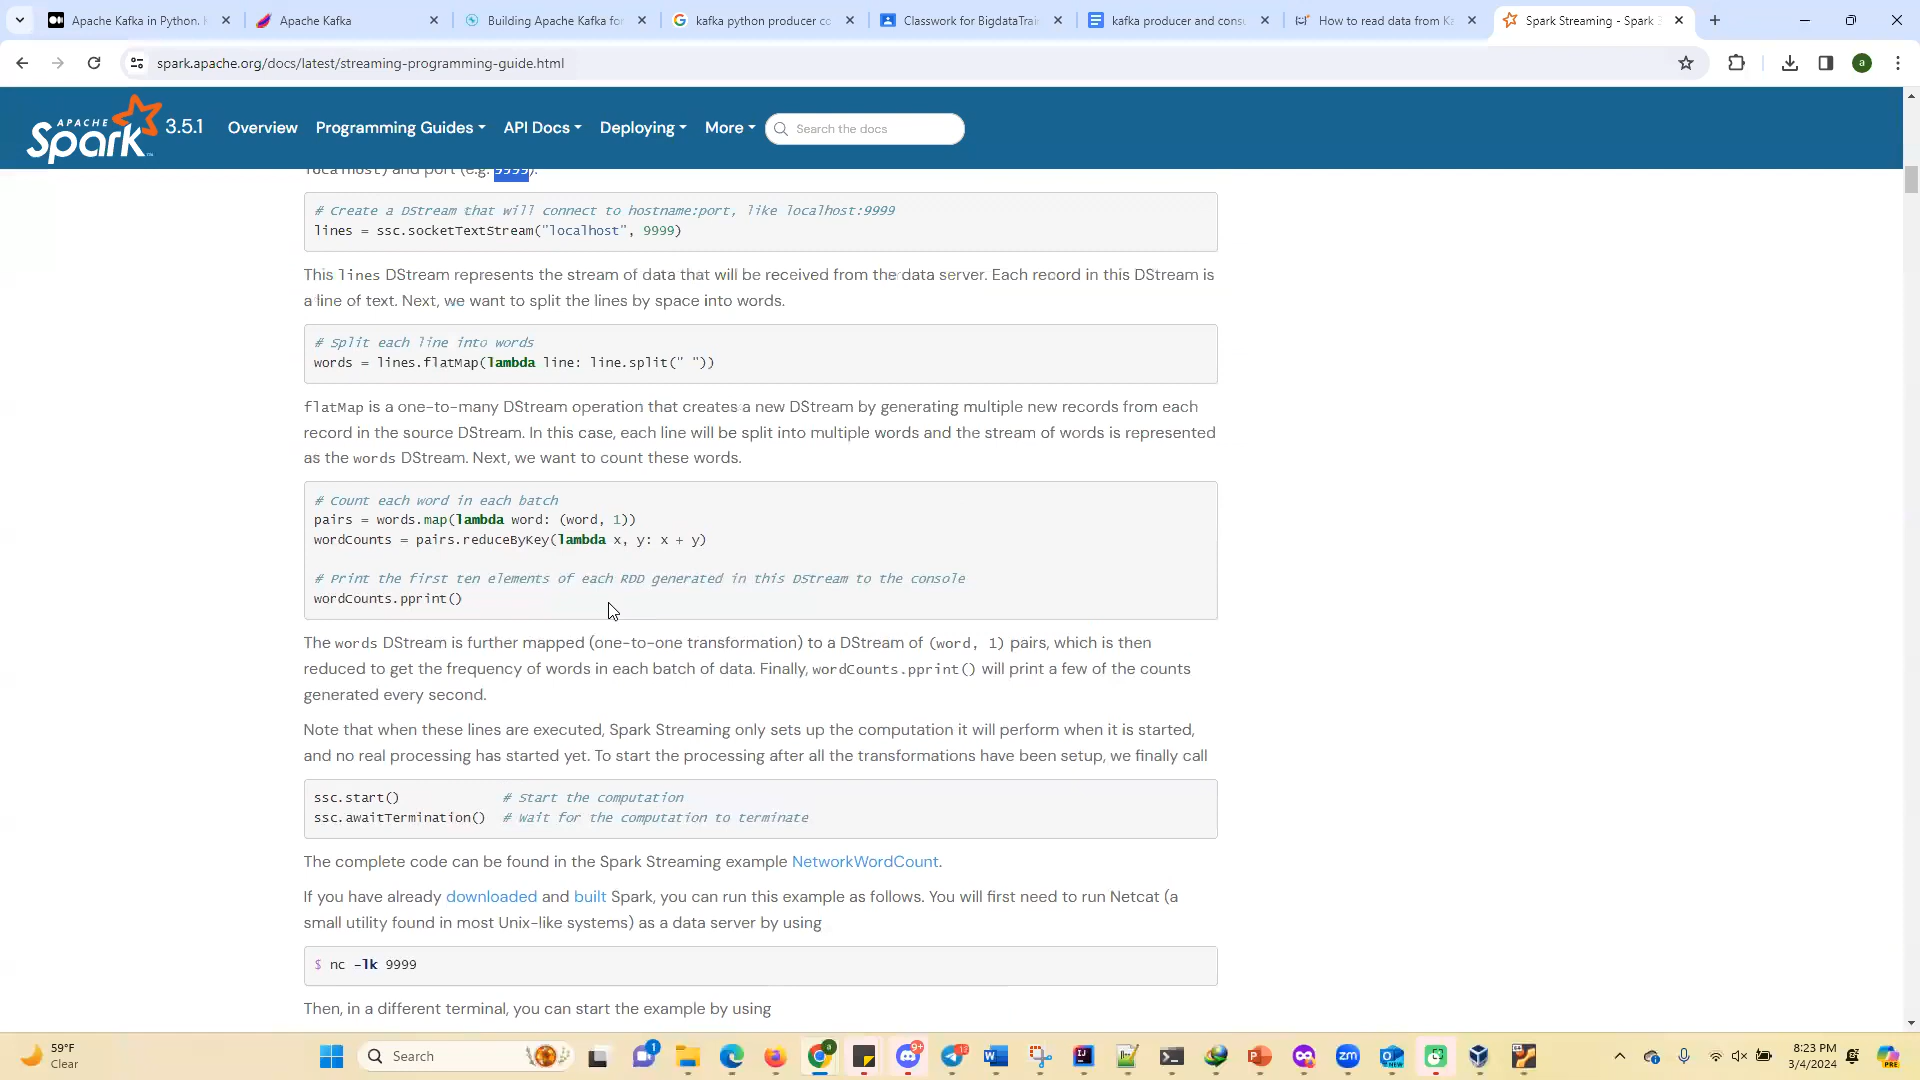 Apache Kafka in Python.
Apache Kafka
Building Apache Kafka for
kafka python producer co
Classwork for BigdataTrai
kafka producer and consu
How to read data from Ka
Spark Streaming - Spark 3
spark.apache.org/docs/latest/streaming-programming-guide.html
a
APACHE
Spark
3.5.1
Overview
Programming Guides
API Docs
Deploying
More
Search the docs
localhost) and port (e.g. 9999).
# Create a DStream that will connect to hostname:port, like localhost:9999
lines = ssc.socketTextStream("localhost", 9999)
This lines DStream represents the stream of data that will be received from the data server. Each record in this DStream is
a line of text. Next, we want to split the lines by space into words.
# Split each line into words
words = lines.flatMap(lambda line: line.split(" "))
flatMap is a one-to-many DStream operation that creates a new DStream by generating multiple new records from each
record in the source DStream. In this case, each line will be split into multiple words and the stream of words is represented
as the words DStream. Next, we want to count these words.
# Count each word in each batch
pairs = words.map(lambda word: (word, 1))
wordCounts = pairs.reduceByKey(lambda x, y: x + y)
# Print the first ten elements of each RDD generated in this DStream to the console
wordCounts.pprint()
The words DStream is further mapped (one-to-one transformation) to a DStream of (word, 1) pairs, which is then
reduced to get the frequency of words in each batch of data. Finally, wordCounts.pprint() will print a few of the counts
generated every second.
Note that when these lines are executed, Spark Streaming only sets up the computation it will perform when it is started,
and no real processing has started yet. To start the processing after all the transformations have been setup, we finally call
ssc.start() # Start the computation
ssc.awaitTermination() # Wait for the computation to terminate
The complete code can be found in the Spark Streaming example NetworkWordCount.
If you have already downloaded and built Spark, you can run this example as follows. You will first need to run Netcat (a
small utility found in most Unix-like systems) as a data server by using
$ nc -lk 9999
Then, in a different terminal, you can start the example by using
59°F
Clear
Search
1
a
9+
zm
8:23 PM
3/4/2024
PRE